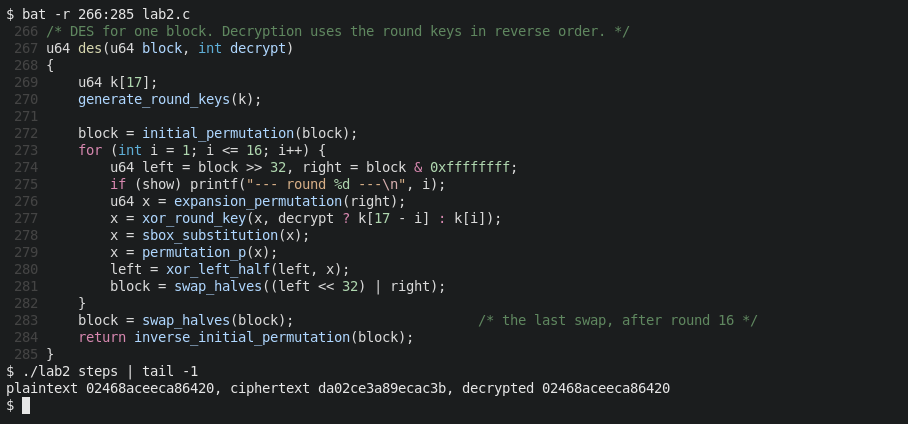 $ bat -r 266:285 lab2.c
266 /* DES for one block. Decryption uses the round keys in reverse order. */
267 u64 des(u64 block, int decrypt)
268 {
269     u64 k[17];
270     generate_round_keys(k);
271
272     block = initial_permutation(block);
273     for (int i = 1; i <= 16; i++) {
274         u64 left = block >> 32, right = block & 0xffffffff;
275         if (show) printf("--- round %d ---\n", i);
276         u64 x = expansion_permutation(right);
277         x = xor_round_key(x, decrypt ? k[17 - i] : k[i]);
278         x = sbox_substitution(x);
279         x = permutation_p(x);
280         left = xor_left_half(left, x);
281         block = swap_halves((left << 32) | right);
282     }
283     block = swap_halves(block);                       /* the last swap, after round 16 */
284     return inverse_initial_permutation(block);
285 }
$ ./lab2 steps | tail -1
plaintext 02468aceeca86420, ciphertext da02ce3a89ecac3b, decrypted 02468aceeca86420
$